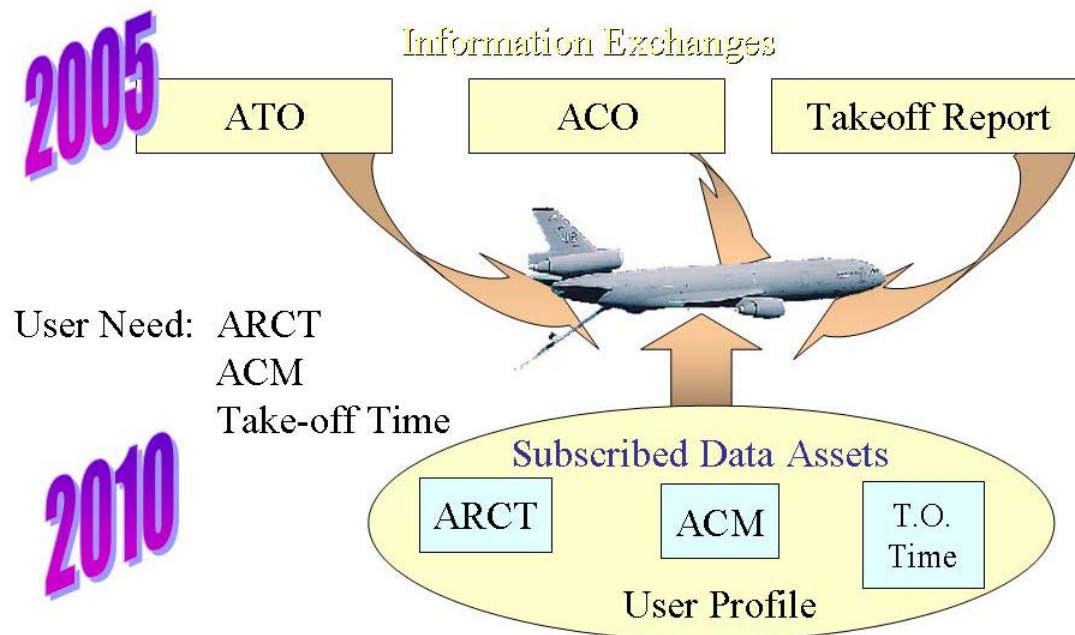 2005
Information Exchanges
ATO
ACO
Takeoff Report
User Need: ARCT
ACM
Take-off Time
2010
Subscribed Data Assets
ARCT
ACM
T.O.
Time
User Profile